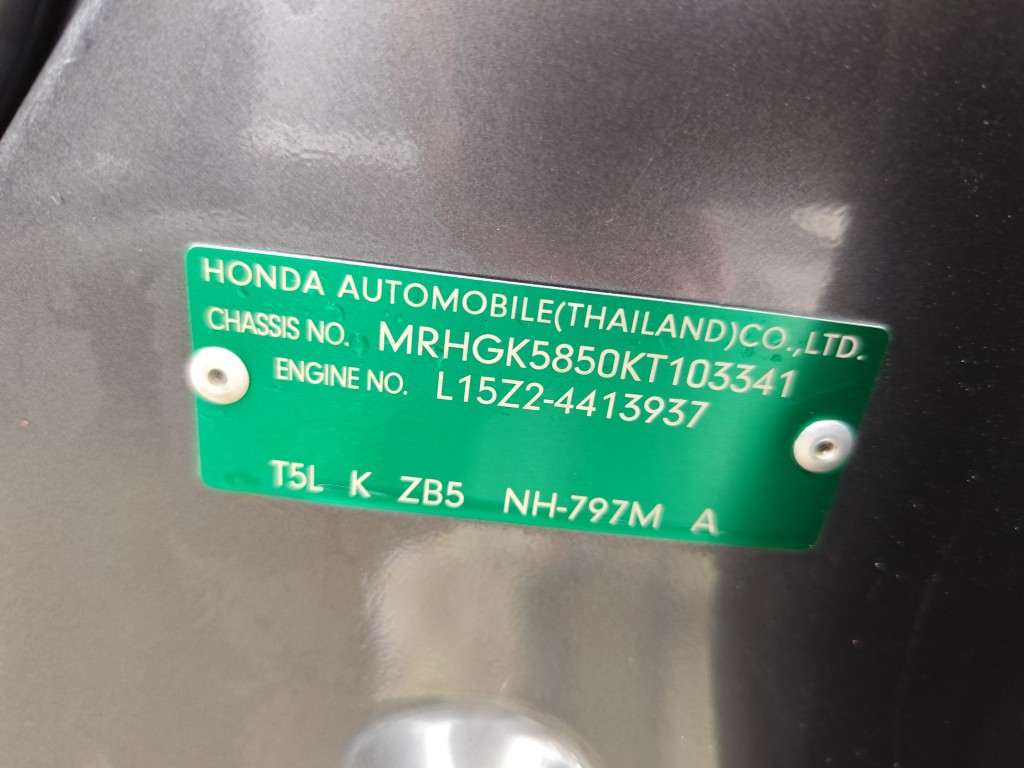 HONDA AUTOMOBILE(THAILAND)CO.,LTD.
CHASSIS NO. MRHGK5850KT103341
ENGINE NO. L15Z2-4413937
T5L K ZB5 NH-797M A